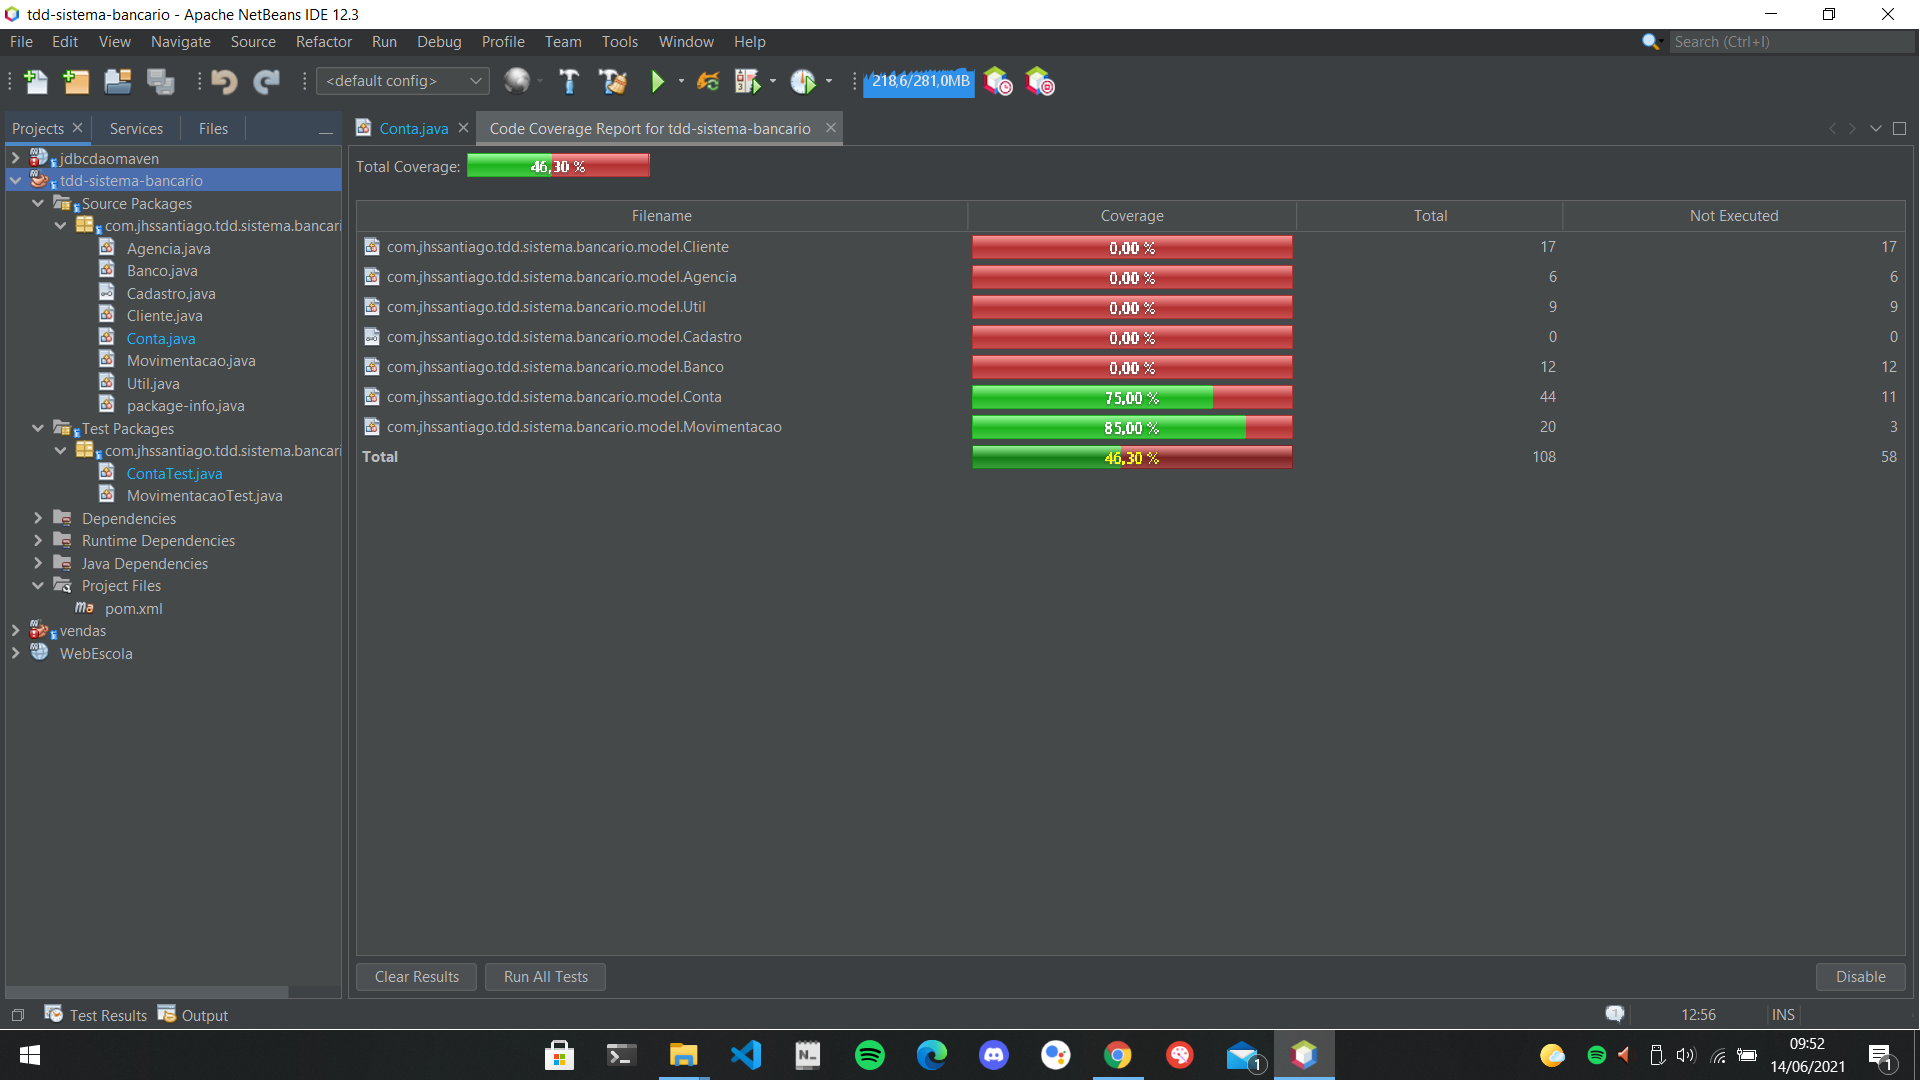 tdd-sistema-bancario - Apache NetBeans IDE 12.3
File Edit View Navigate Source Refactor Run Debug Profile Team Tools Window Help
Search (Ctrl+I)
<default config>
218,6/281,0MB
Projects Services Files
Conta.java Code Coverage Report for tdd-sistema-bancario
jdbcdaomaven
tdd-sistema-bancario
Source Packages
com.jhssantiago.tdd.sistema.bancari
Agencia.java
Banco.java
Cadastro.java
Cliente.java
Conta.java
Movimentacao.java
Util.java
package-info.java
Test Packages
com.jhssantiago.tdd.sistema.bancari
ContaTest.java
MovimentacaoTest.java
Dependencies
Runtime Dependencies
Java Dependencies
Project Files
pom.xml
vendas
WebEscola
Total Coverage: 46,30 %
Filename Coverage Total Not Executed
com.jhssantiago.tdd.sistema.bancario.model.Cliente 0,00 % 17 17
com.jhssantiago.tdd.sistema.bancario.model.Agencia 0,00 % 6 6
com.jhssantiago.tdd.sistema.bancario.model.Util 0,00 % 9 9
com.jhssantiago.tdd.sistema.bancario.model.Cadastro 0,00 % 0 0
com.jhssantiago.tdd.sistema.bancario.model.Banco 0,00 % 12 12
com.jhssantiago.tdd.sistema.bancario.model.Conta 75,00 % 44 11
com.jhssantiago.tdd.sistema.bancario.model.Movimentacao 85,00 % 20 3
Total 46,30 % 108 58
Clear Results Run All Tests Disable
Test Results Output
12:56 INS
N_
1
09:52
14/06/2021
1